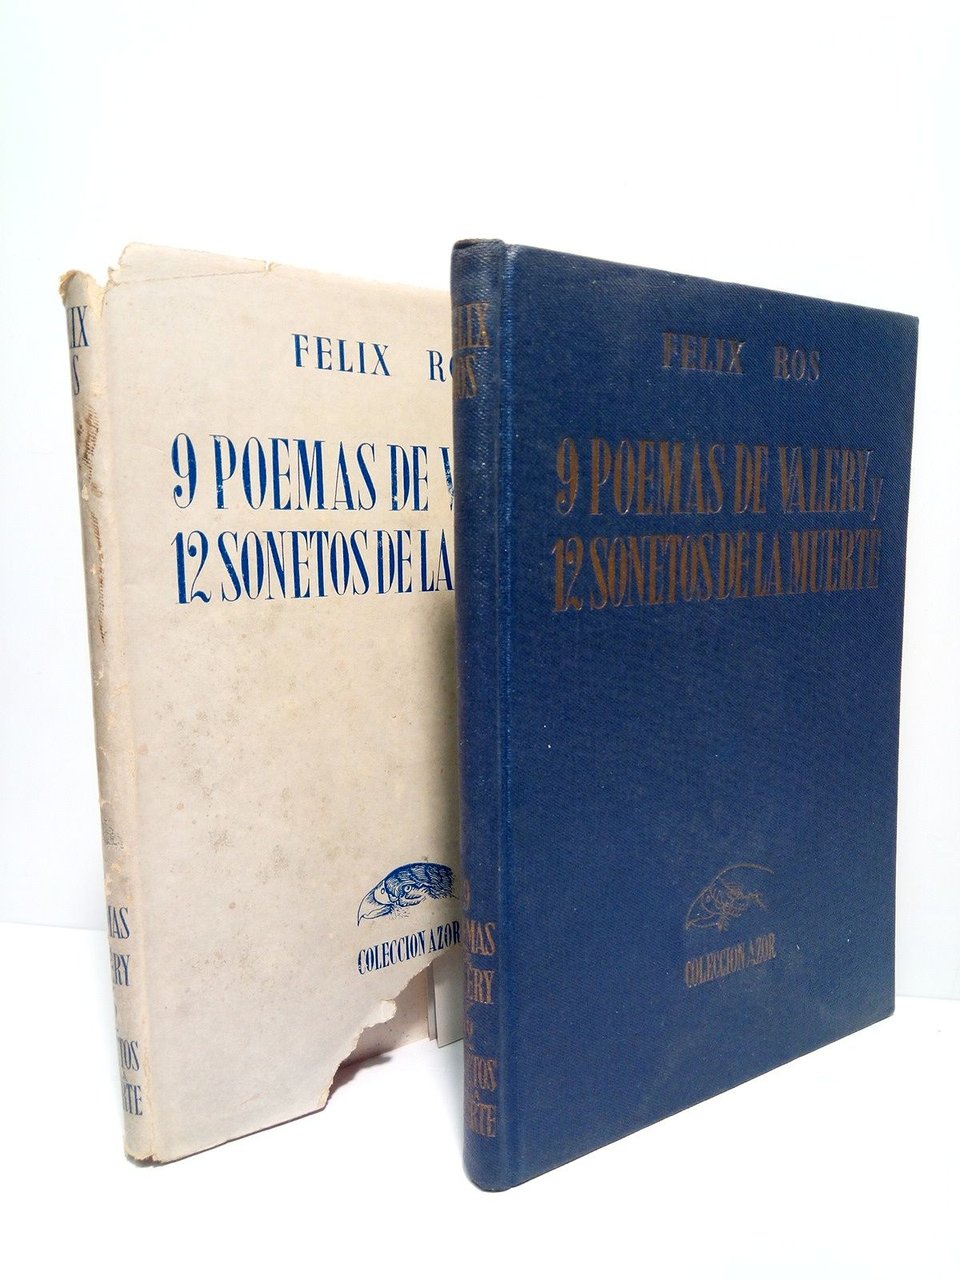 FELIX
9 POEMAS DE
12 SONETOS DE LA
COLECCION AZOR
FELIX ROS
9 POEMAS DE VALERY y
12 SONETOS DE LA MUERTE
COLECCION AZOR